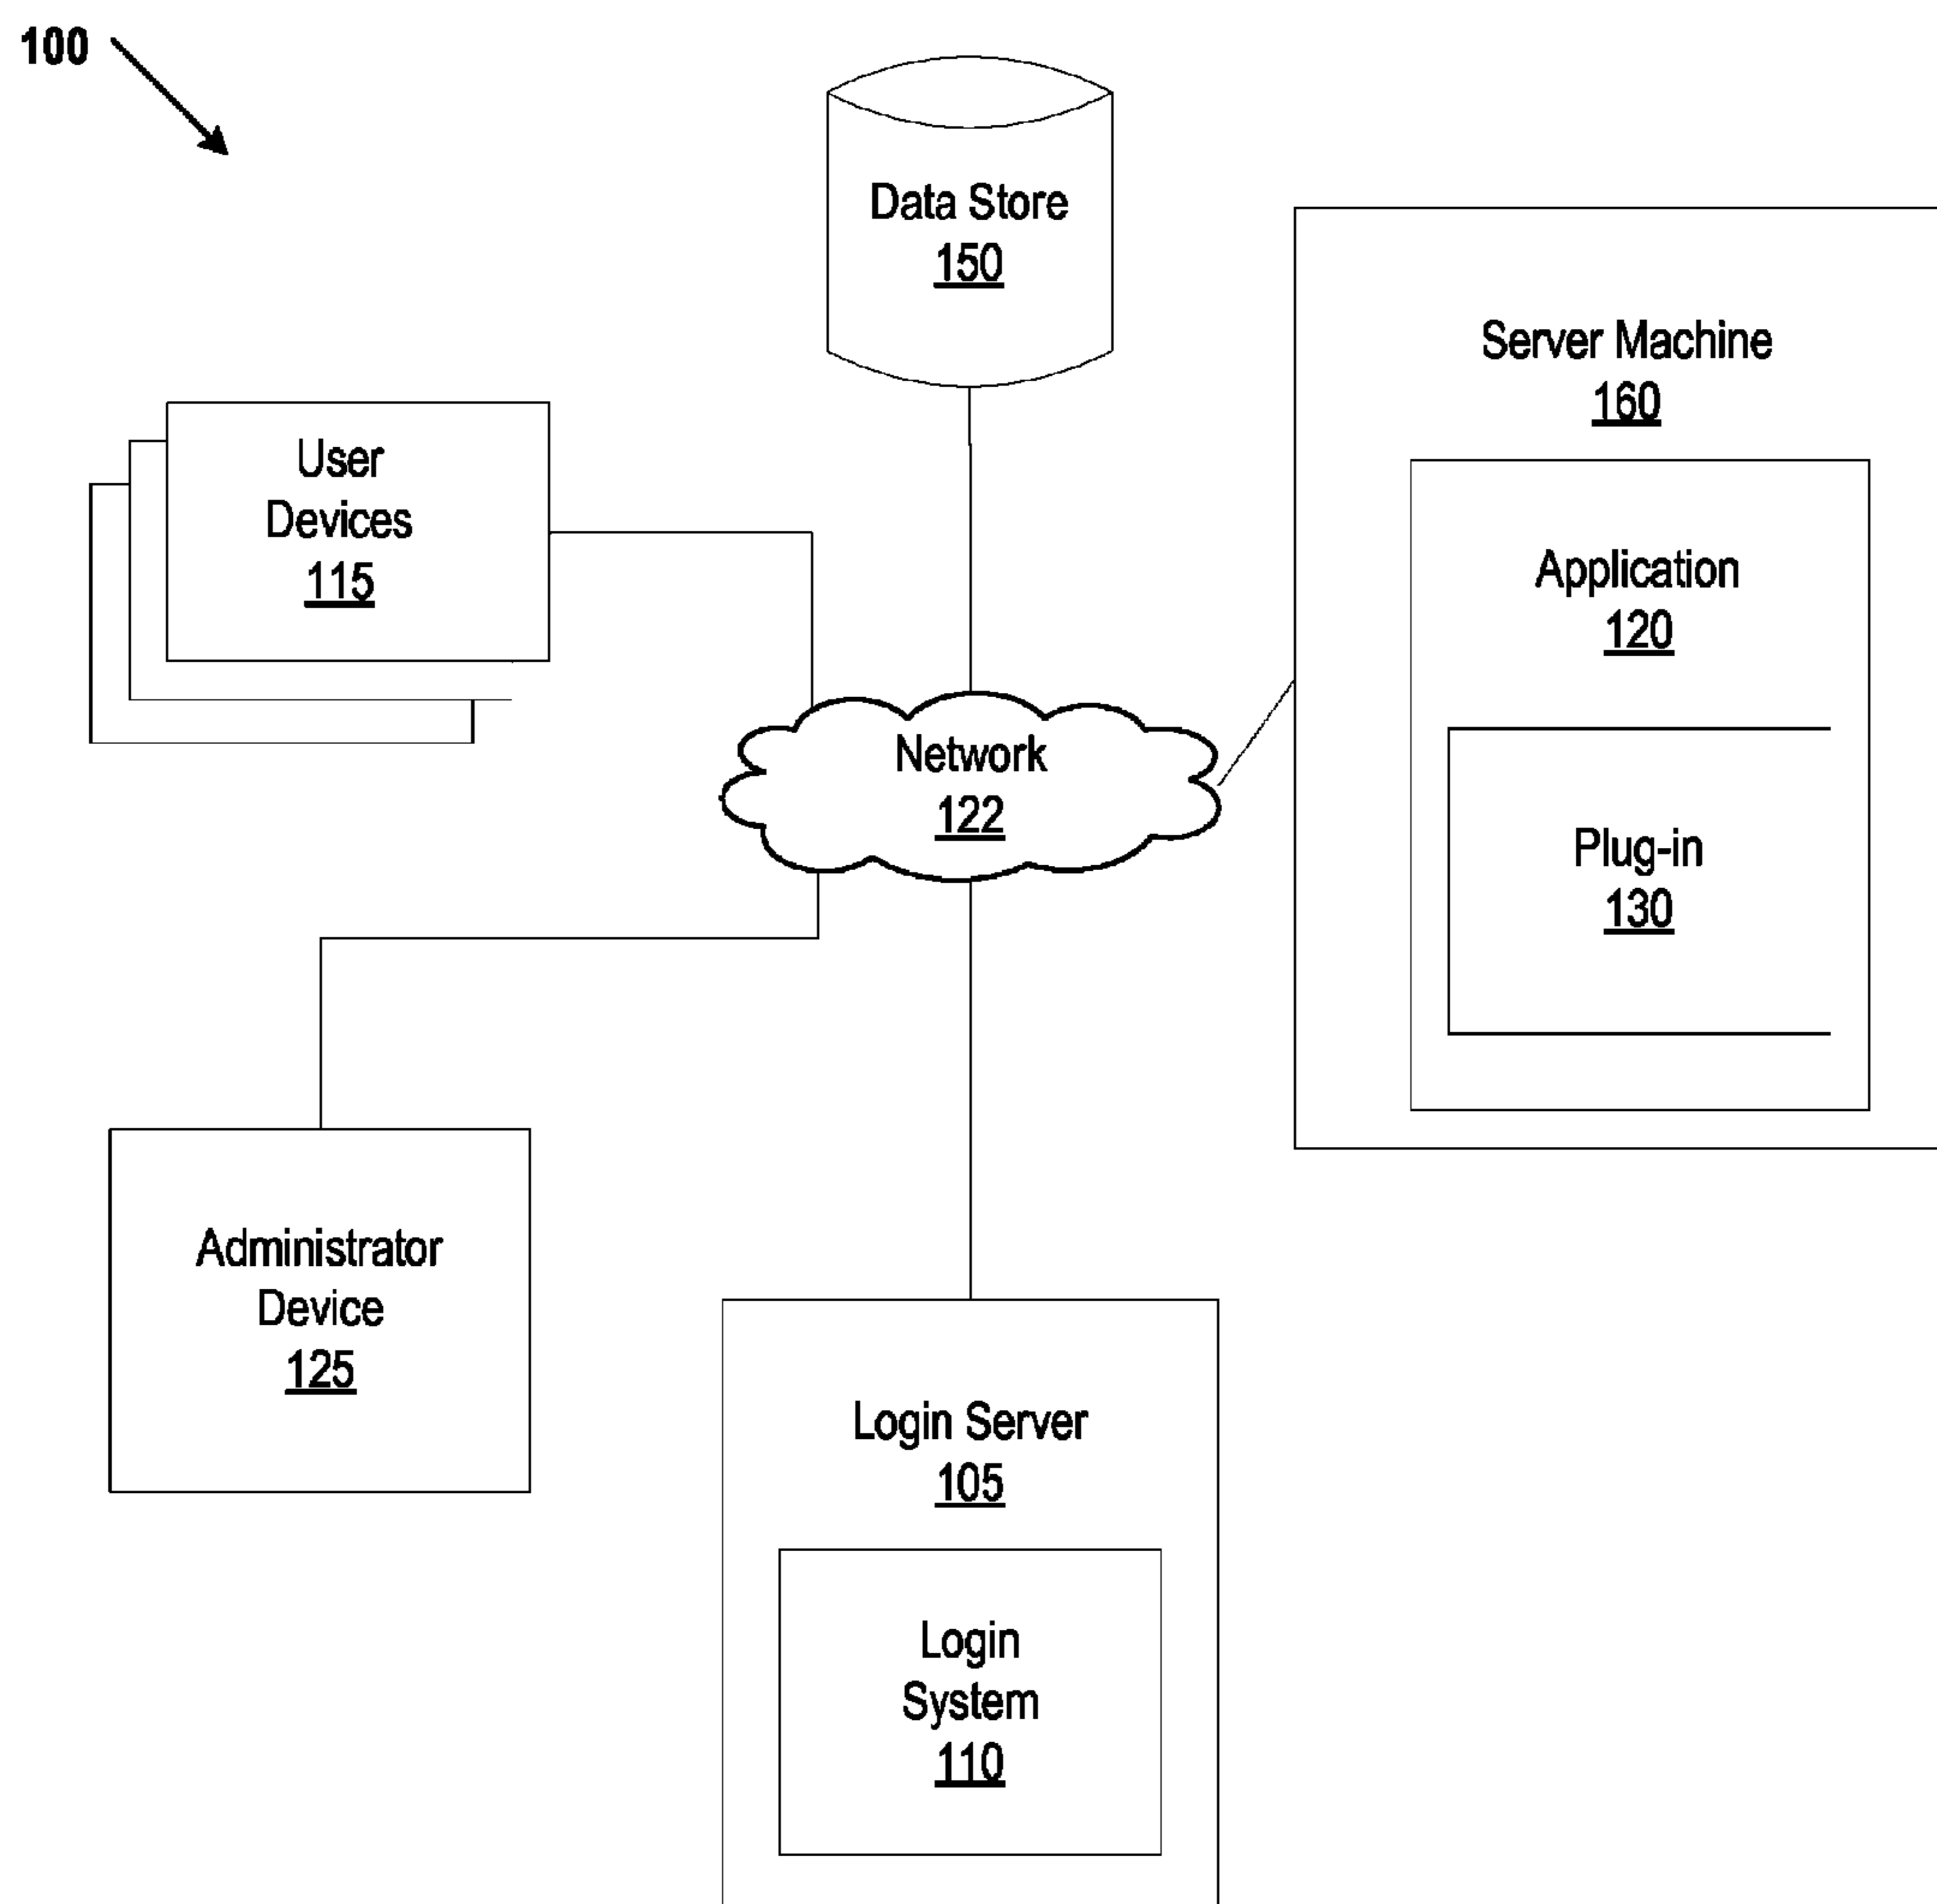 100
Data Store
150
Server Machine
160
User
Devices
115
Application
120
Network
122
Plug-in
130
Administrator
Device
125
Login Server
105
Login
System
110